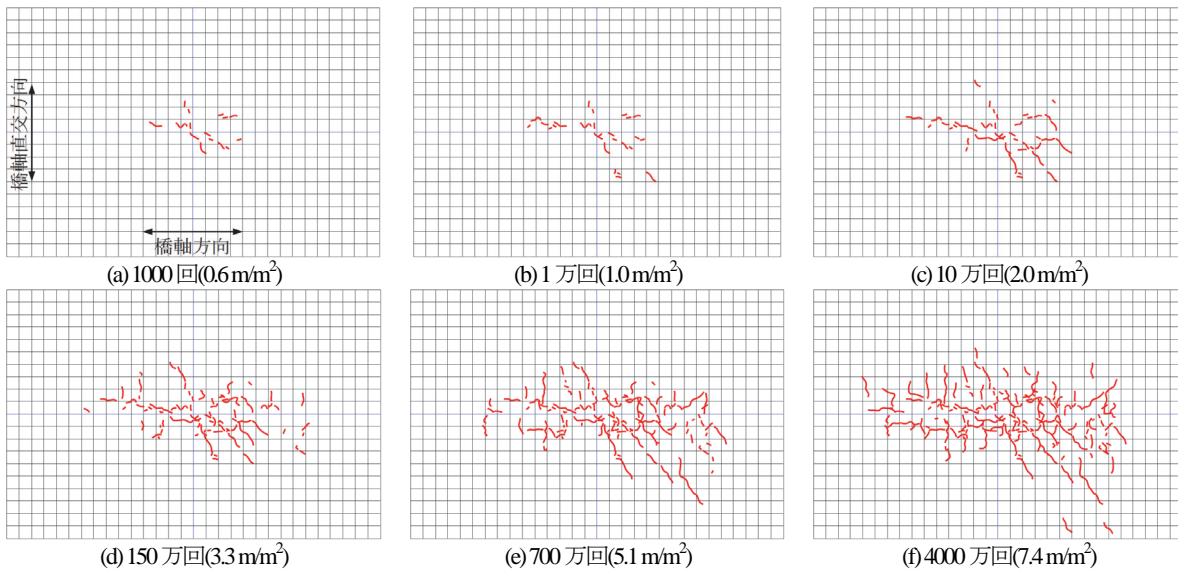 橋軸直交方向
橋軸方向
(a) 1000 回(0.6 m/m²)
(b) 1 万回(1.0 m/m²)
(c) 10 万回(2.0 m/m²)
(d) 150 万回(3.3 m/m²)
(e) 700 万回(5.1 m/m²)
(f) 4000 万回(7.4 m/m²)